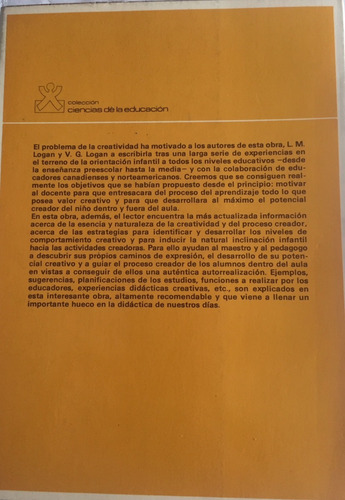 colección
ciencias de la educación
El problema de la creatividad ha motivado a los autores de esta obra, L. M.
Logan y V. G. Logan a escribirla tras una larga serie de experiencias en
el terreno de la orientación infantil a todos los niveles educativos —desde
la enseñanza preescolar hasta la media— y con la colaboración de edu-
cadores canadienses y norteamericanos. Creemos que se consiguen real-
mente los objetivos que se habían propuesto desde el principio: motivar
al docente para que entresacara del proceso del aprendizaje todo lo que
posea valor creativo y para que desarrollara al máximo el potencial
creador del niño dentro y fuera del aula.
En esta obra, además, el lector encuentra la más actualizada información
acerca de la esencia y naturaleza de la creatividad y del proceso creador,
acerca de las estrategias para identificar y desarrollar los niveles de
comportamiento creativo y para inducir la natural inclinación infantil
hacia las actividades creadoras. Para ello ayudan al maestro y al pedagogo
a descubrir sus própios caminos de expresión, el desarrollo de su poten-
cial creativo y a guiar el proceso creador de los alumnos dentro del aula
en vistas a conseguir de ellos una auténtica autorrealización. Ejemplos,
sugerencias, planificaciones de los estudios, funciones a realizar por los
educadores, experiencias didácticas creativas, etc., son explicados en
esta interesante obra, altamente recomendable y que viene a llenar un
importante hueco en la didáctica de nuestros días.